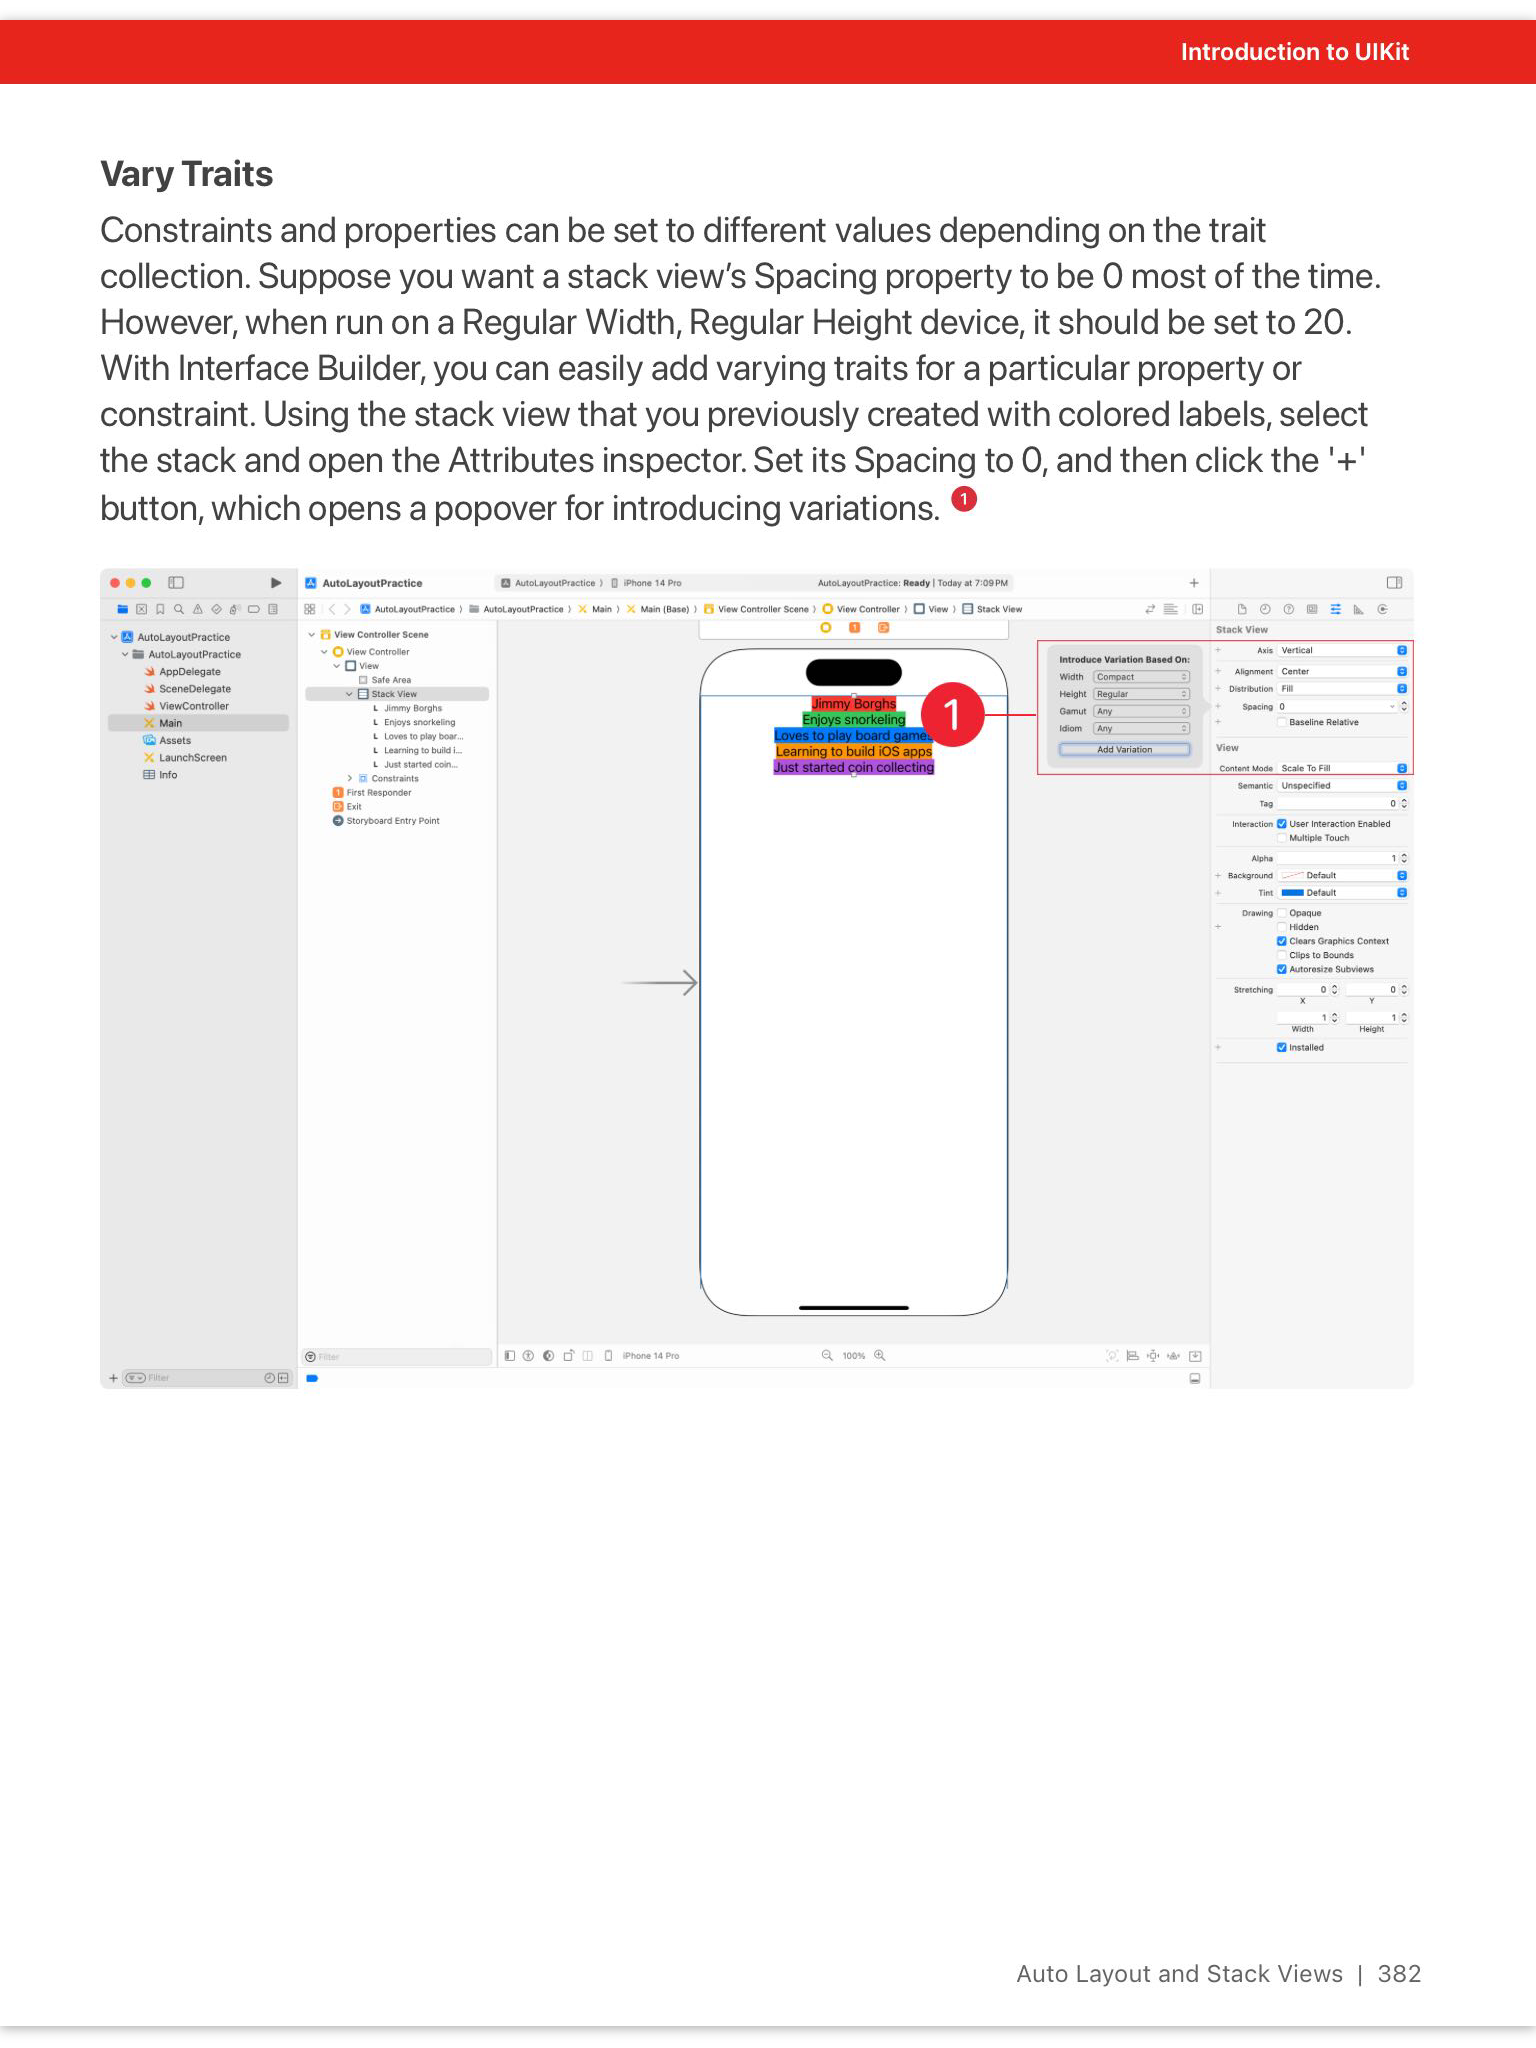 Introduction to UIKit
Vary Traits
Constraints and properties can be set to different values depending on the trait
collection. Suppose you want a stack view's Spacing property to be 0 most of the time.
However, when run on a Regular Width, Regular Height device, it should be set to 20.
With Interface Builder, you can easily add varying traits for a particular property or
constraint. Using the stack view that you previously created with colored labels, select
the stack and open the Attributes inspector. Set its Spacing to 0, and then click the '+'
button, which opens a popover for introducing variations. 1
AutoLayoutPractice
AutoLayoutPractice 〉 iPhone 14 Pro
AutoLayoutPractice: Ready | Today at 7:09 PM
AutoLayoutPractice 〉 AutoLayoutPractice 〉 Main 〉 Main (Base) 〉 View Controller Scene 〉 View Controller 〉 View 〉 Stack View
AutoLayoutPractice
AutoLayoutPractice
AppDelegate
SceneDelegate
ViewController
Main
Assets
LaunchScreen
Info
Filter
View Controller Scene
View Controller
View
Safe Area
Stack View
L Jimmy Borghs
L Enjoys snorkeling
L Loves to play boar...
L Learning to build i...
L Just started coin...
Constraints
First Responder
Exit
Storyboard Entry Point
Filter
Jimmy Borghs
Enjoys snorkeling
Loves to play board games
Learning to build iOS apps
Just started coin collecting
1
iPhone 14 Pro
100%
Introduce Variation Based On:
Width Compact
Height Regular
Gamut Any
Idiom Any
Add Variation
Stack View
+ Axis Vertical
+ Alignment Center
+ Distribution Fill
+ Spacing 0
+ Baseline Relative
View
Content Mode Scale To Fill
Semantic Unspecified
Tag 0
Interaction User Interaction Enabled
Multiple Touch
Alpha 1
+ Background Default
+ Tint Default
Drawing Opaque
+ Hidden
Clears Graphics Context
Clips to Bounds
Autoresize Subviews
Stretching 0 0
X Y
1 1
Width Height
+ Installed
Auto Layout and Stack Views | 382